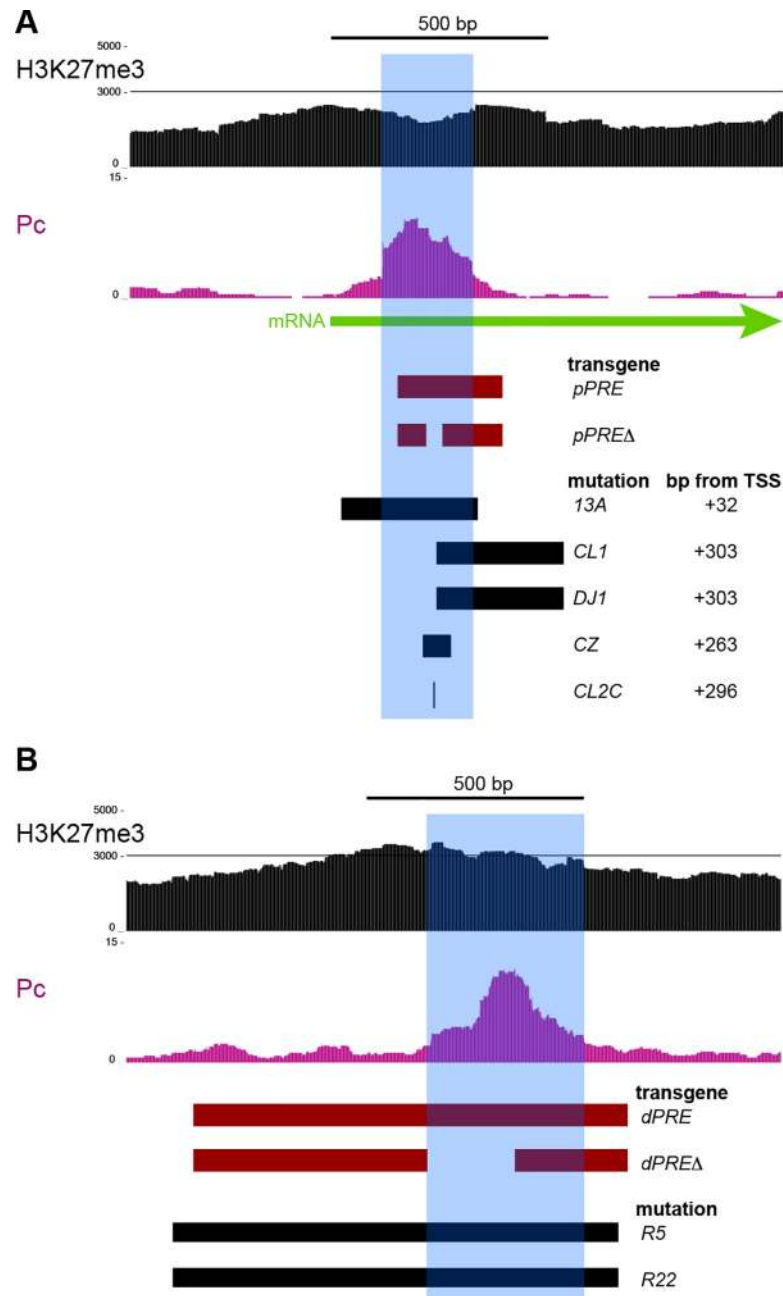 A
500 bp
5000 -
H3K27me3
3000 -
0 _
15 -
Pc
0 _
mRNA
transgene
pPRE
pPREΔ
mutation bp from TSS
13A +32
CL1 +303
DJ1 +303
CZ +263
CL2C +296
B
500 bp
5000 -
H3K27me3
3000 -
0 _
15 -
Pc
0 _
transgene
dPRE
dPREΔ
mutation
R5
R22